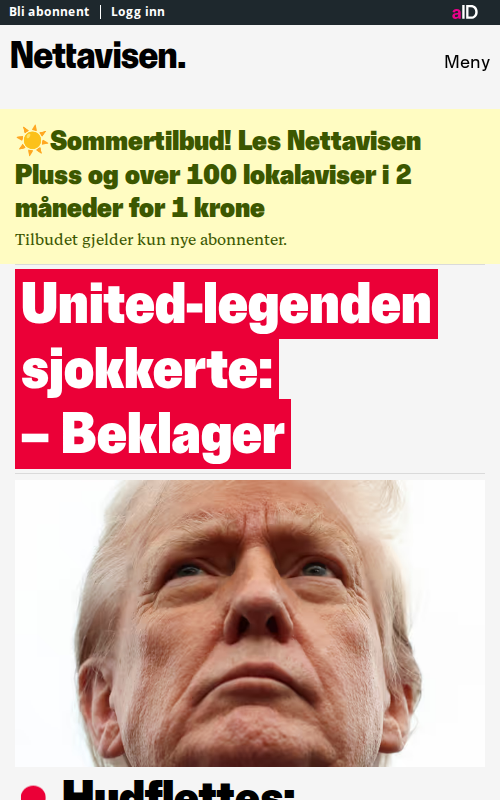 Bli abonnent | Logg inn
aID
Nettavisen.
Meny
☀️Sommertilbud! Les Nettavisen
Pluss og over 100 lokalaviser i 2
måneder for 1 krone
Tilbudet gjelder kun nye abonnenter.
United-legenden
sjokkerte:
– Beklager
Hudflettes: